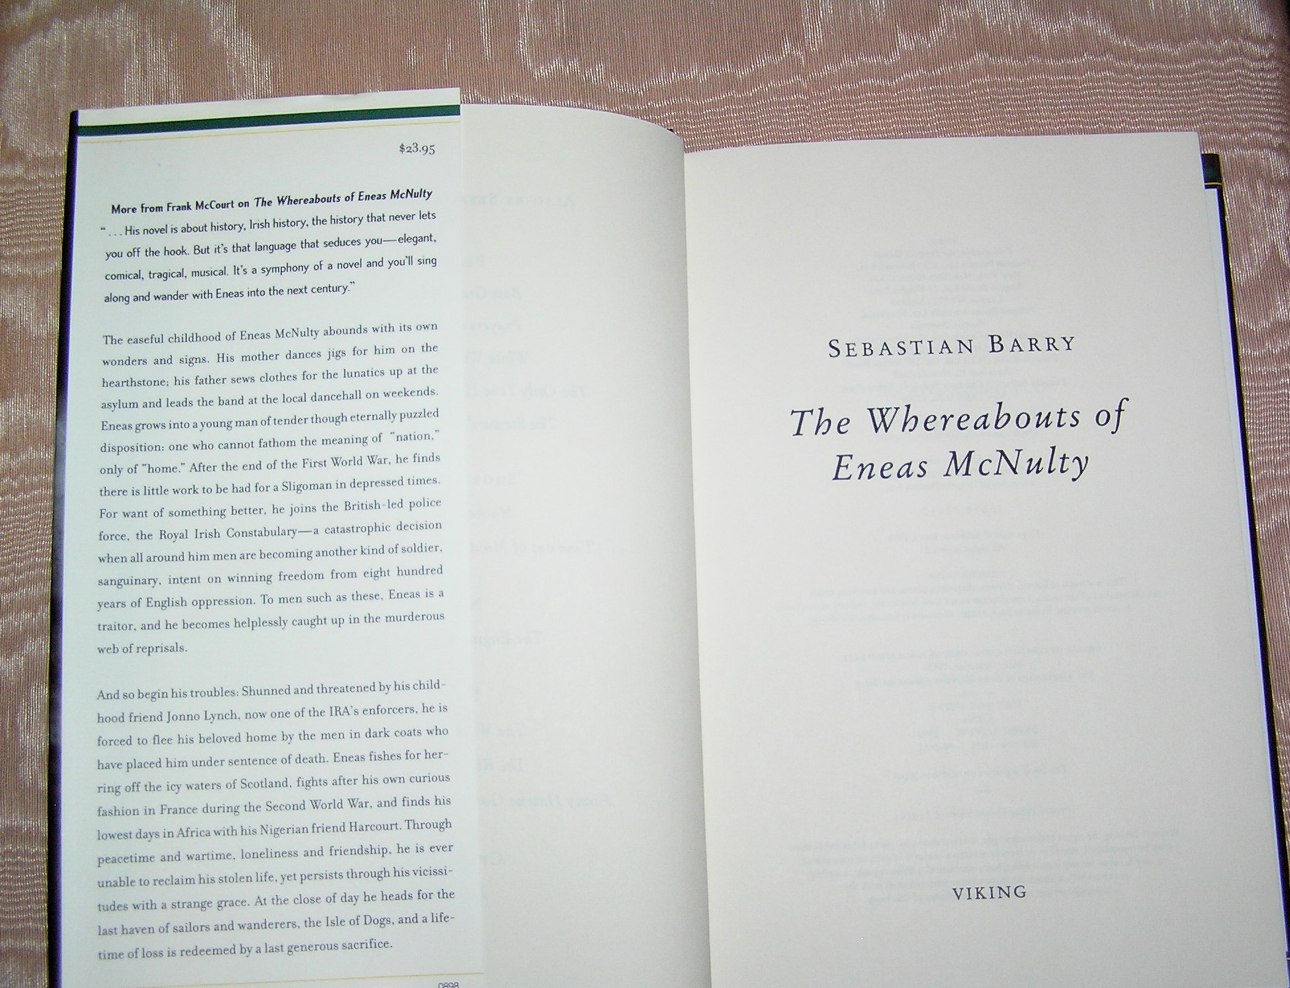 $23.95
More from Frank McCourt on The Whereabouts of Eneas McNulty
“ . . . His novel is about history, Irish history, the history that never lets
you off the hook. But it’s that language that seduces you—elegant,
comical, tragical, musical. It’s a symphony of a novel and you’ll sing
along and wander with Eneas into the next century.”
The easeful childhood of Eneas McNulty abounds with its own
wonders and signs. His mother dances jigs for him on the
hearthstone; his father sews clothes for the lunatics up at the
asylum and leads the band at the local dancehall on weekends.
Eneas grows into a young man of tender though eternally puzzled
disposition: one who cannot fathom the meaning of “nation,”
only of “home.” After the end of the First World War, he finds
there is little work to be had for a Sligoman in depressed times.
For want of something better, he joins the British-led police
force, the Royal Irish Constabulary—a catastrophic decision
when all around him men are becoming another kind of soldier,
sanguinary, intent on winning freedom from eight hundred
years of English oppression. To men such as these, Eneas is a
traitor, and he becomes helplessly caught up in the murderous
web of reprisals.
And so begin his troubles: Shunned and threatened by his child-
hood friend Jonno Lynch, now one of the IRA’s enforcers, he is
forced to flee his beloved home by the men in dark coats who
have placed him under sentence of death. Eneas fishes for her-
ring off the icy waters of Scotland, fights after his own curious
fashion in France during the Second World War, and finds his
lowest days in Africa with his Nigerian friend Harcourt. Through
peacetime and wartime, loneliness and friendship, he is ever
unable to reclaim his stolen life, yet persists through his vicissi-
tudes with a strange grace. At the close of day he heads for the
last haven of sailors and wanderers, the Isle of Dogs, and a life-
time of loss is redeemed by a last generous sacrifice.
0898
SEBASTIAN BARRY
The Whereabouts of
Eneas McNulty
VIKING